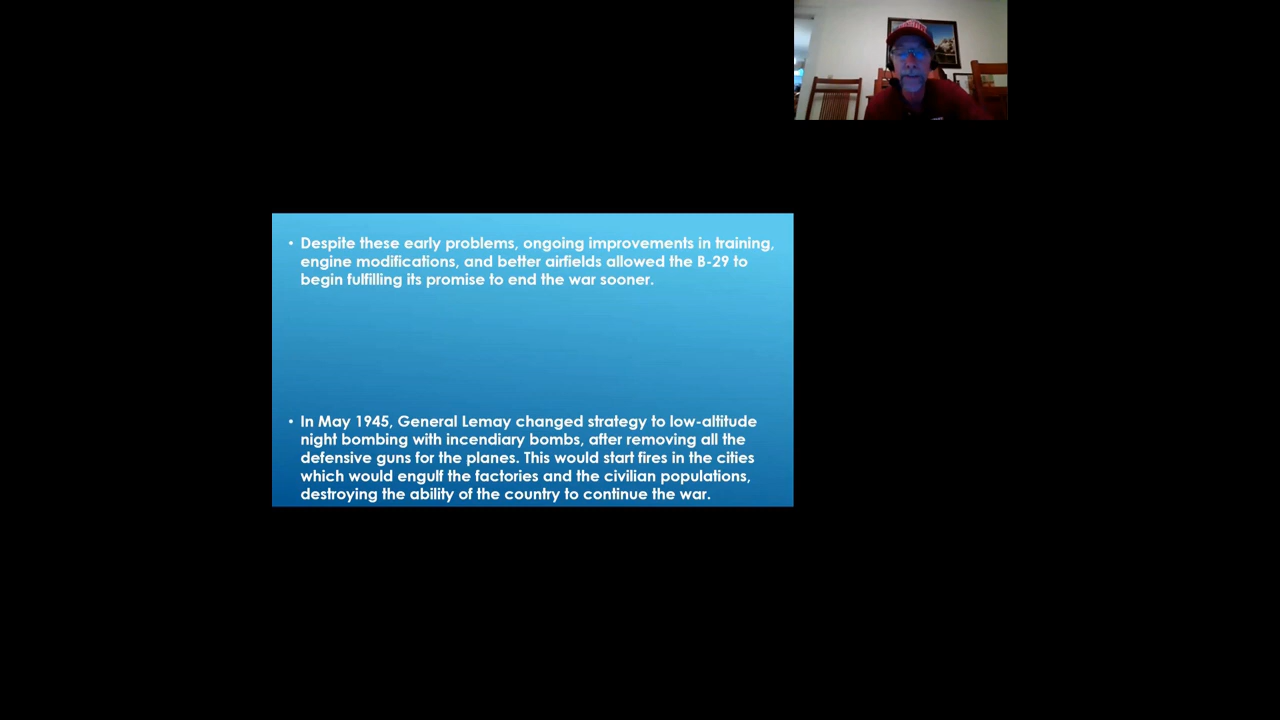 • Despite these early problems, ongoing improvements in training,
engine modifications, and better airfields allowed the B-29 to
begin fulfilling its promise to end the war sooner.
• In May 1945, General Lemay changed strategy to low-altitude
night bombing with incendiary bombs, after removing all the
defensive guns for the planes. This would start fires in the cities
which would engulf the factories and the civilian populations,
destroying the ability of the country to continue the war.